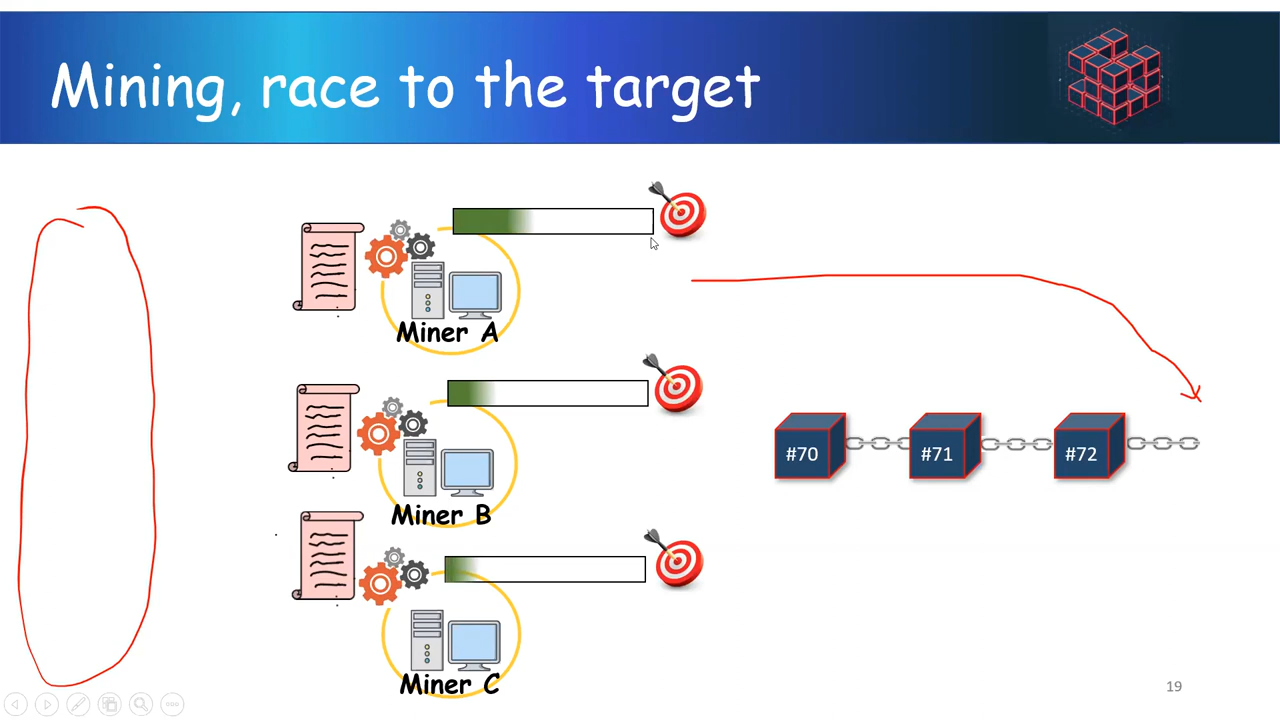 Mining, race to the target
Miner A
Miner B
Miner C
#70
#71
#72
19